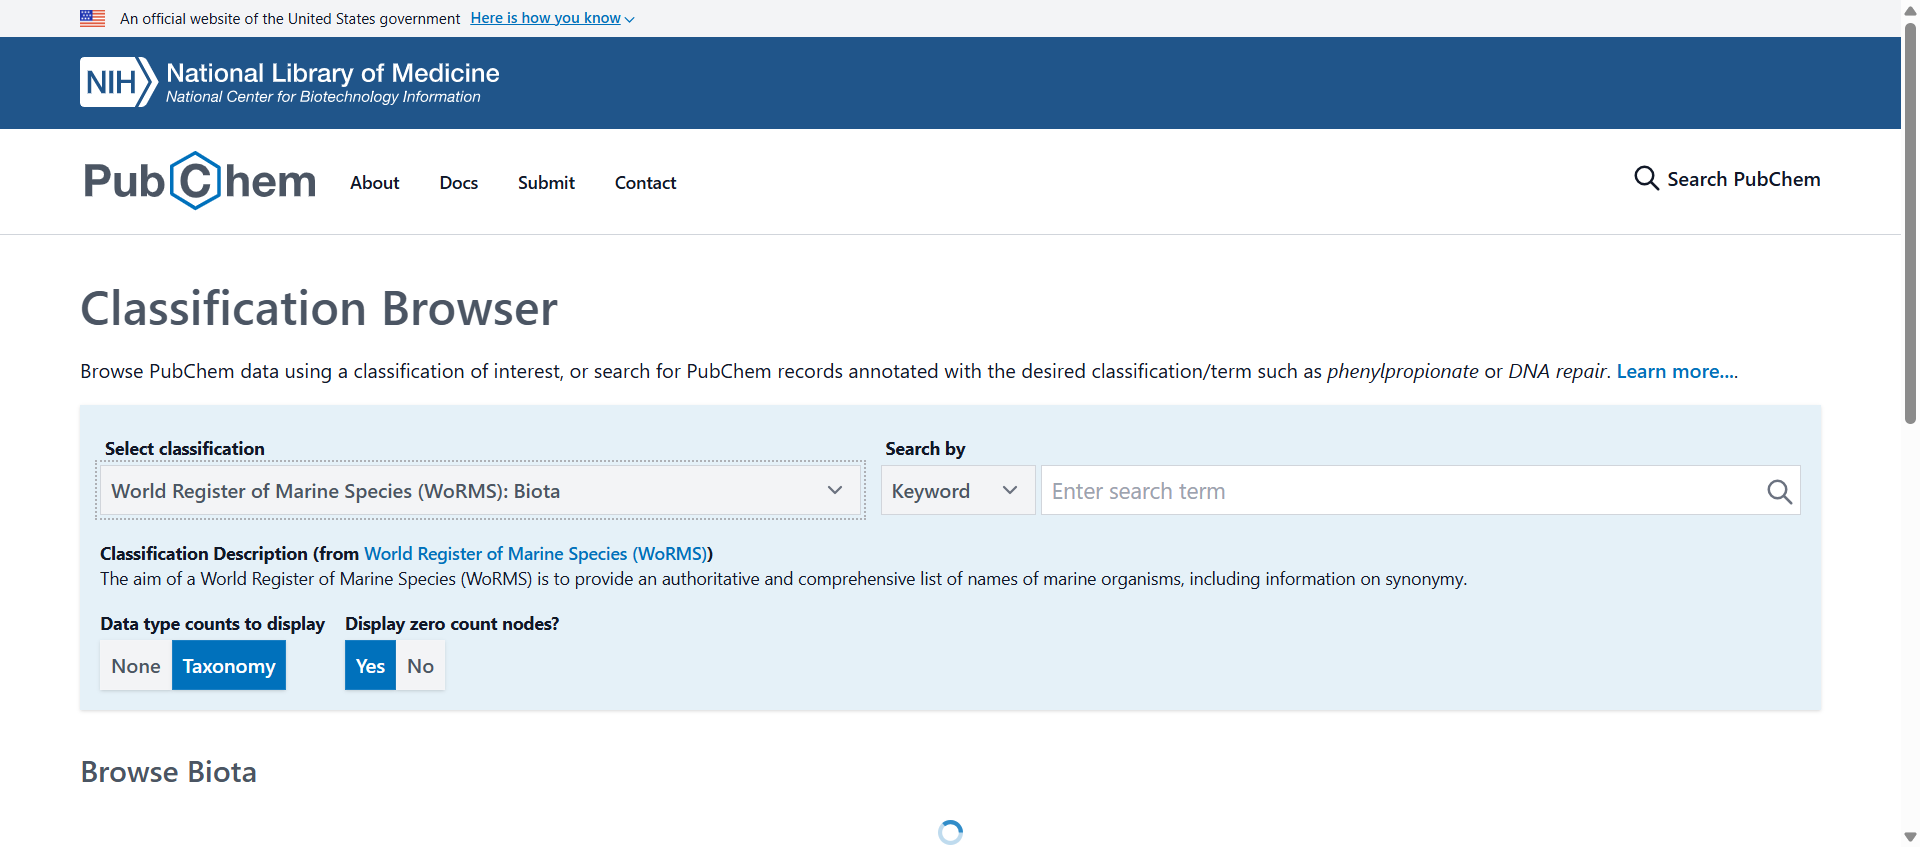 An official website of the United States government Here is how you know
NIH National Library of Medicine
National Center for Biotechnology Information
PubChem About Docs Submit Contact Search PubChem
Classification Browser
Browse PubChem data using a classification of interest, or search for PubChem records annotated with the desired classification/term such as phenylpropionate or DNA repair. Learn more....
Select classification Search by
World Register of Marine Species (WoRMS): Biota Keyword Enter search term
Classification Description (from World Register of Marine Species (WoRMS))
The aim of a World Register of Marine Species (WoRMS) is to provide an authoritative and comprehensive list of names of marine organisms, including information on synonymy.
Data type counts to display Display zero count nodes?
None Taxonomy Yes No
Browse Biota